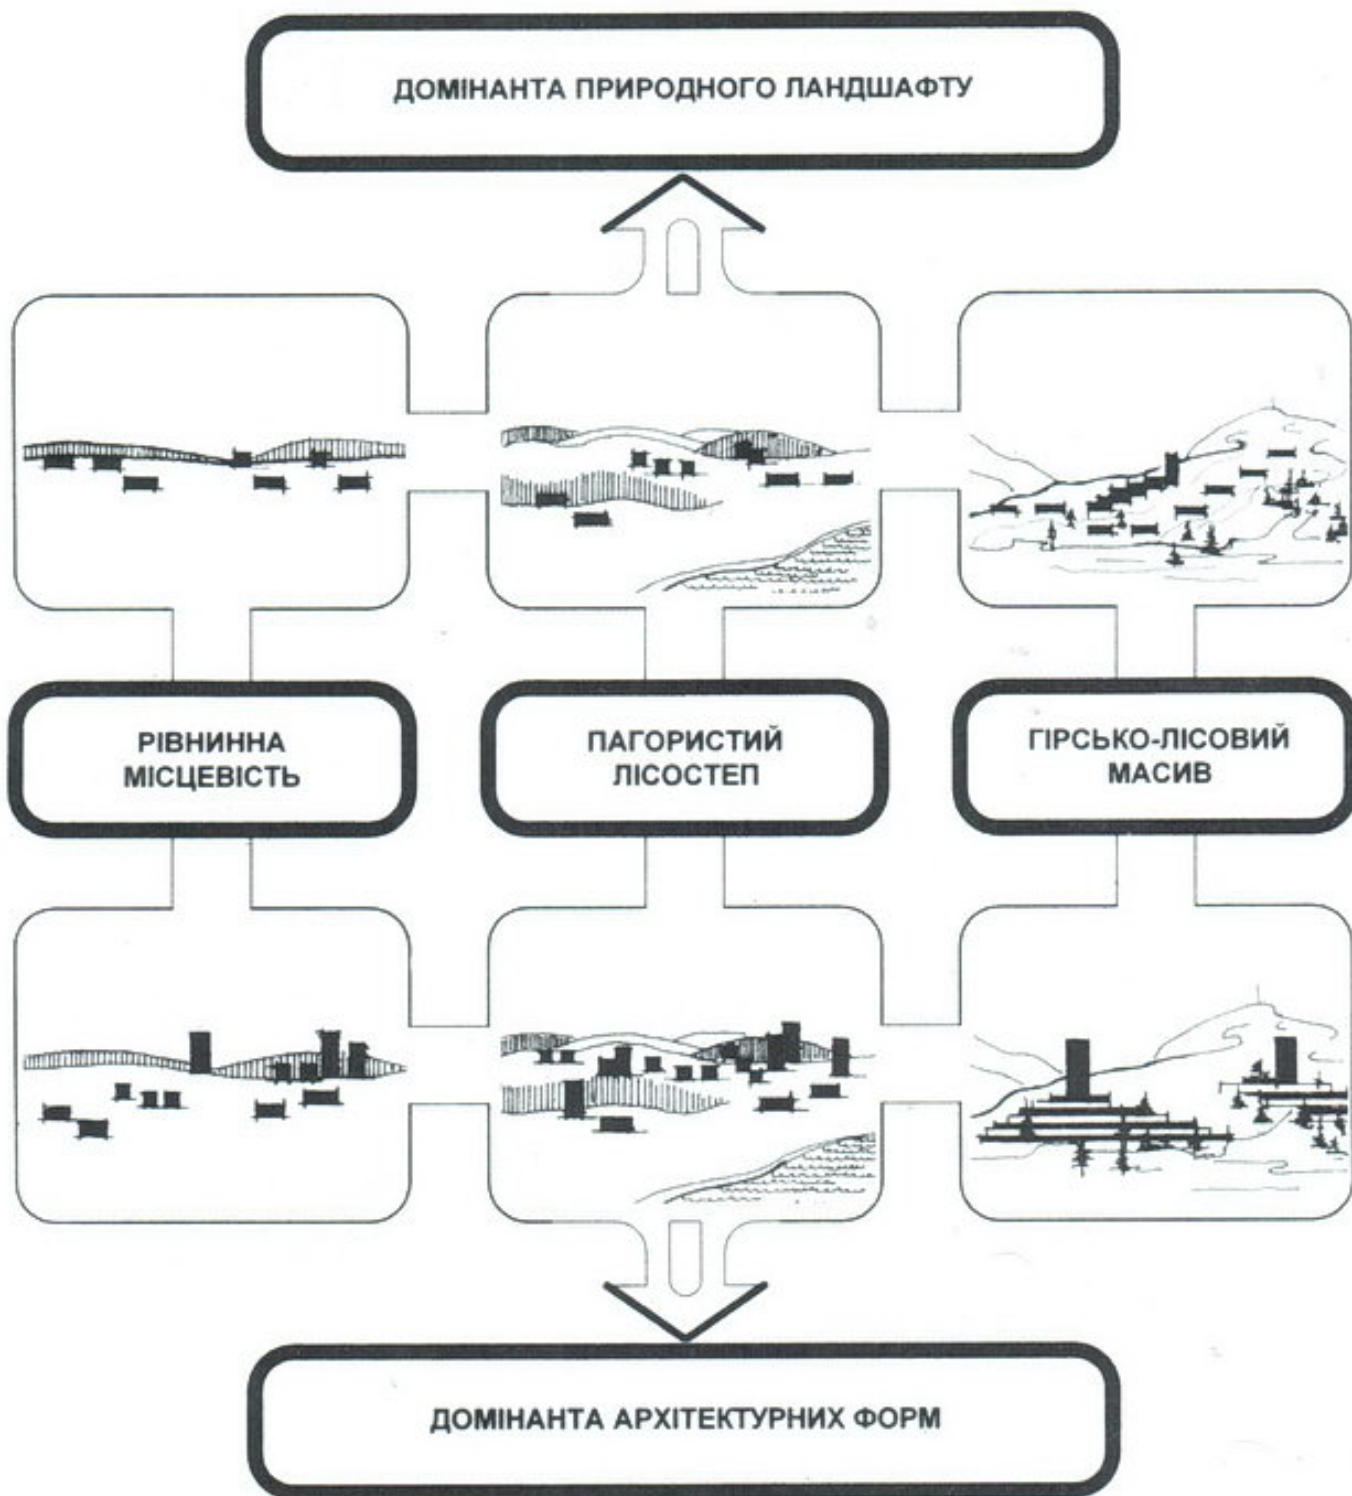 ДОМІНАНТА ПРИРОДНОГО ЛАНДШАФТУ
РІВНИННА
МІСЦЕВІСТЬ
ПАГОРИСТИЙ
ЛІСОСТЕП
ГІРСЬКО-ЛІСОВИЙ
МАСИВ
ДОМІНАНТА АРХІТЕКТУРНИХ ФОРМ